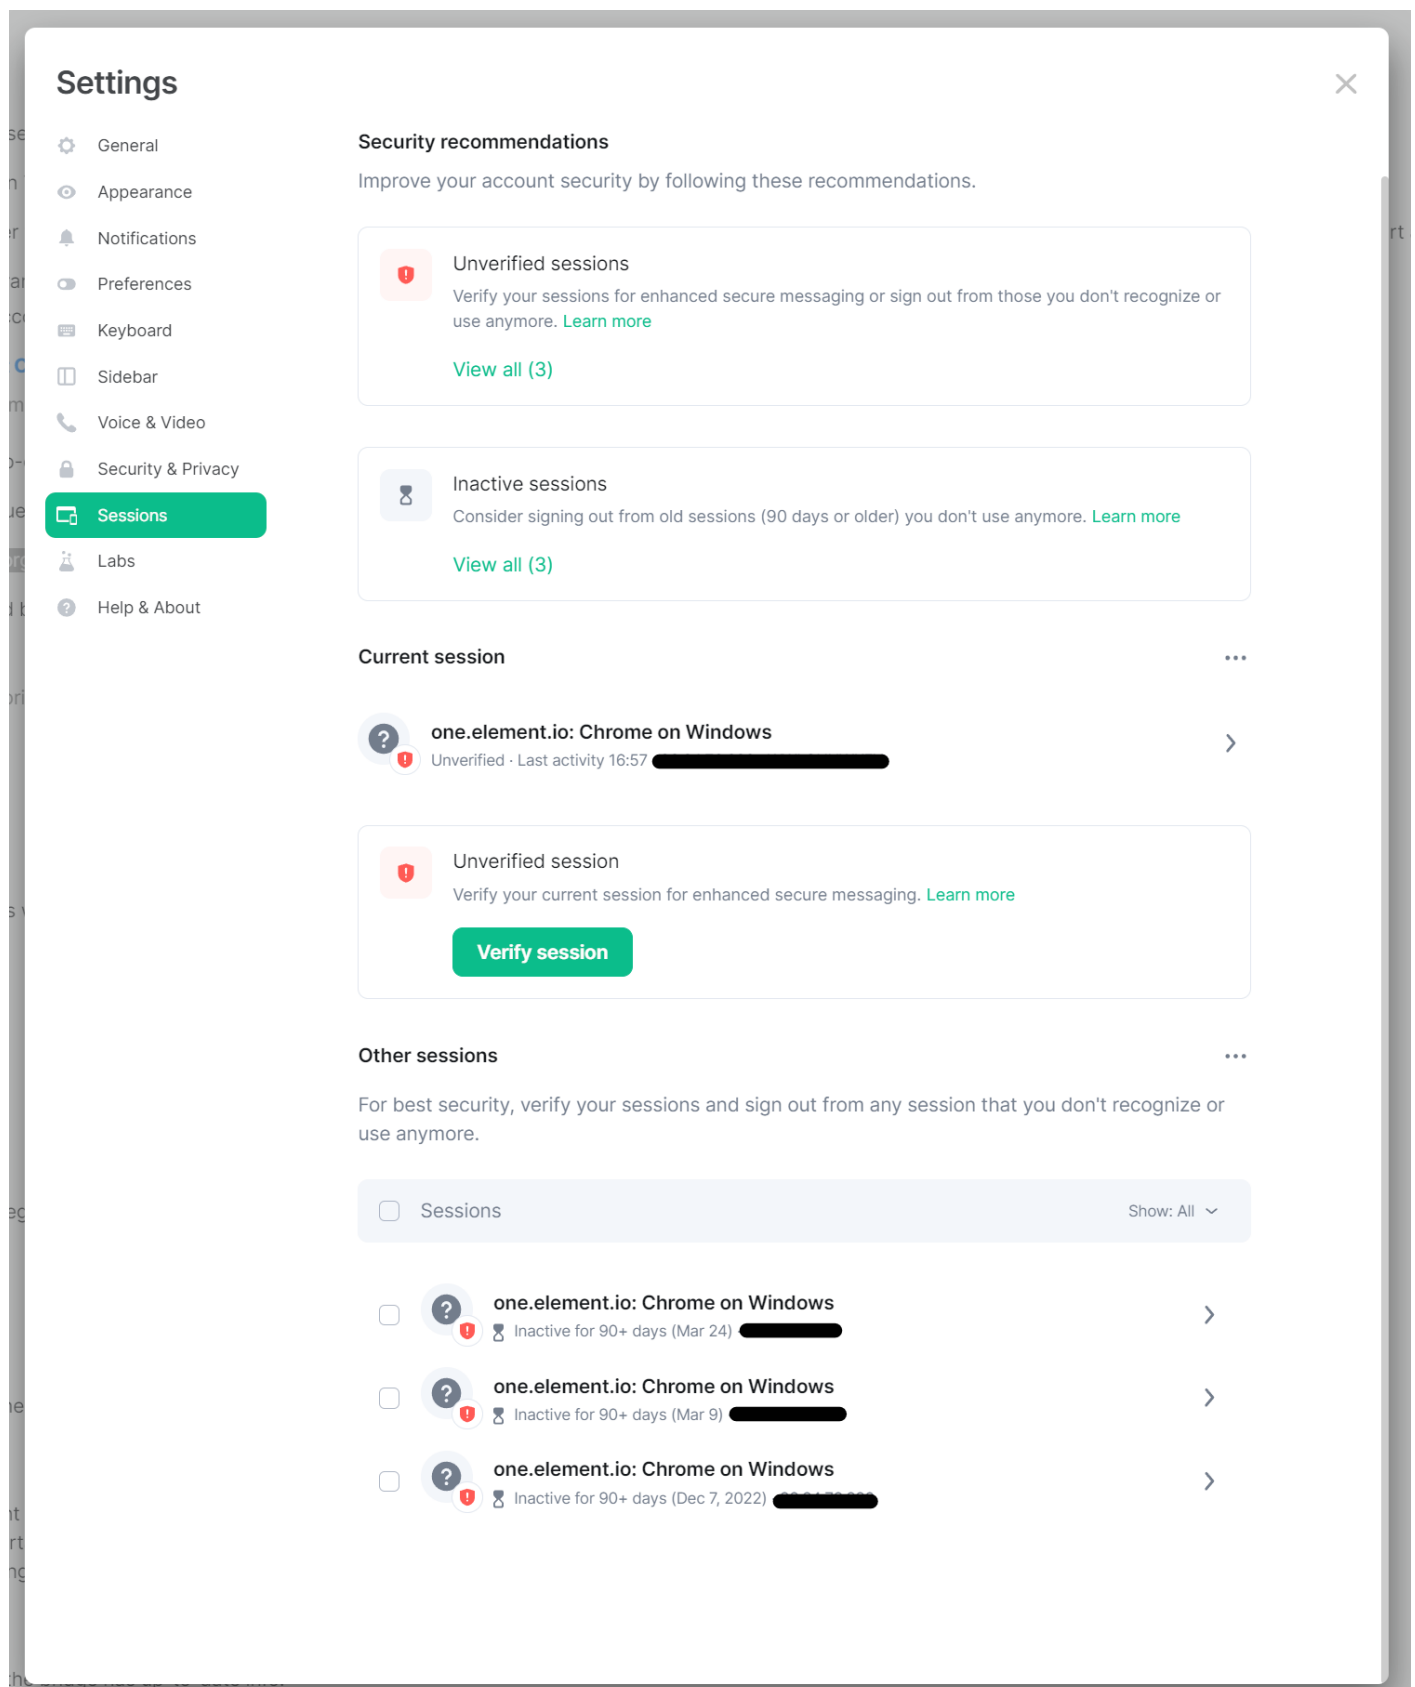 Settings
General
Appearance
Notifications
Preferences
Keyboard
Sidebar
Voice & Video
Security & Privacy
Sessions
Labs
Help & About
Security recommendations
Improve your account security by following these recommendations.
Unverified sessions
Verify your sessions for enhanced secure messaging or sign out from those you don't recognize or
use anymore. Learn more
View all (3)
Inactive sessions
Consider signing out from old sessions (90 days or older) you don't use anymore. Learn more
View all (3)
Current session
one.element.io: Chrome on Windows
Unverified · Last activity 16:57
Unverified session
Verify your current session for enhanced secure messaging. Learn more
Verify session
Other sessions
For best security, verify your sessions and sign out from any session that you don't recognize or
use anymore.
Sessions
Show: All
one.element.io: Chrome on Windows
Inactive for 90+ days (Mar 24)
one.element.io: Chrome on Windows
Inactive for 90+ days (Mar 9)
one.element.io: Chrome on Windows
Inactive for 90+ days (Dec 7, 2022)